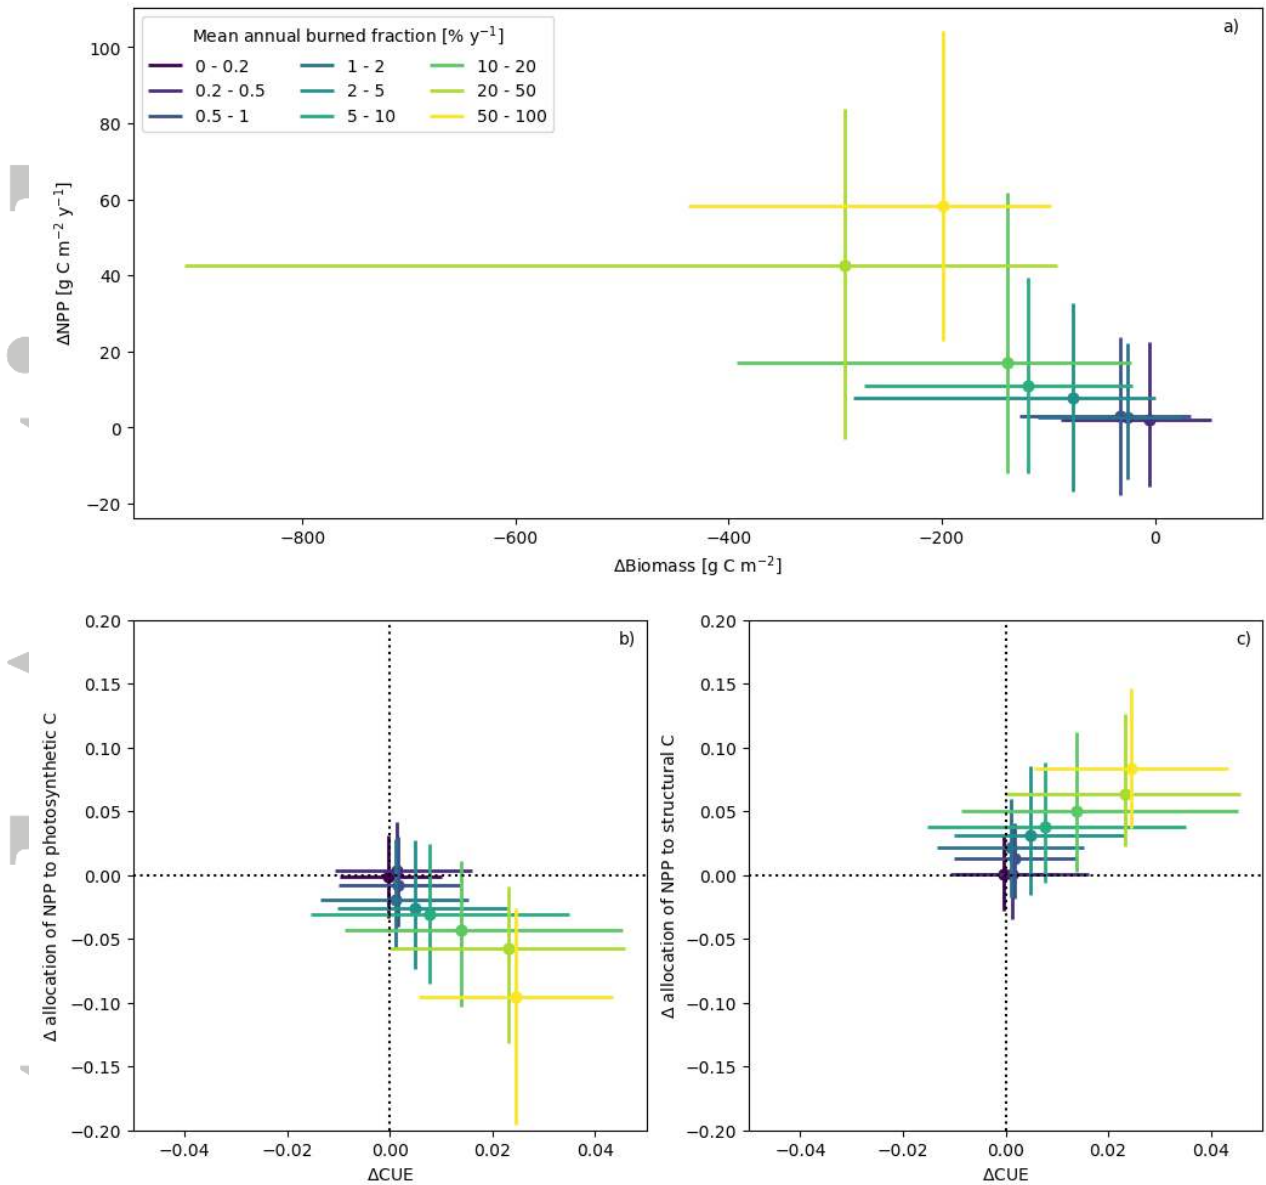 a)
Mean annual burned fraction [% y⁻¹]
0 - 0.2
1 - 2
10 - 20
0.2 - 0.5
2 - 5
20 - 50
0.5 - 1
5 - 10
50 - 100
100
80
60
40
20
0
−20
ΔNPP [g C m⁻² y⁻¹]
−800
−600
−400
−200
0
ΔBiomass [g C m⁻²]
b)
0.20
0.15
0.10
0.05
0.00
−0.05
−0.10
−0.15
−0.20
Δ allocation of NPP to photosynthetic C
−0.04
−0.02
0.00
0.02
0.04
ΔCUE
c)
0.20
0.15
0.10
0.05
0.00
−0.05
−0.10
−0.15
−0.20
Δ allocation of NPP to structural C
−0.04
−0.02
0.00
0.02
0.04
ΔCUE